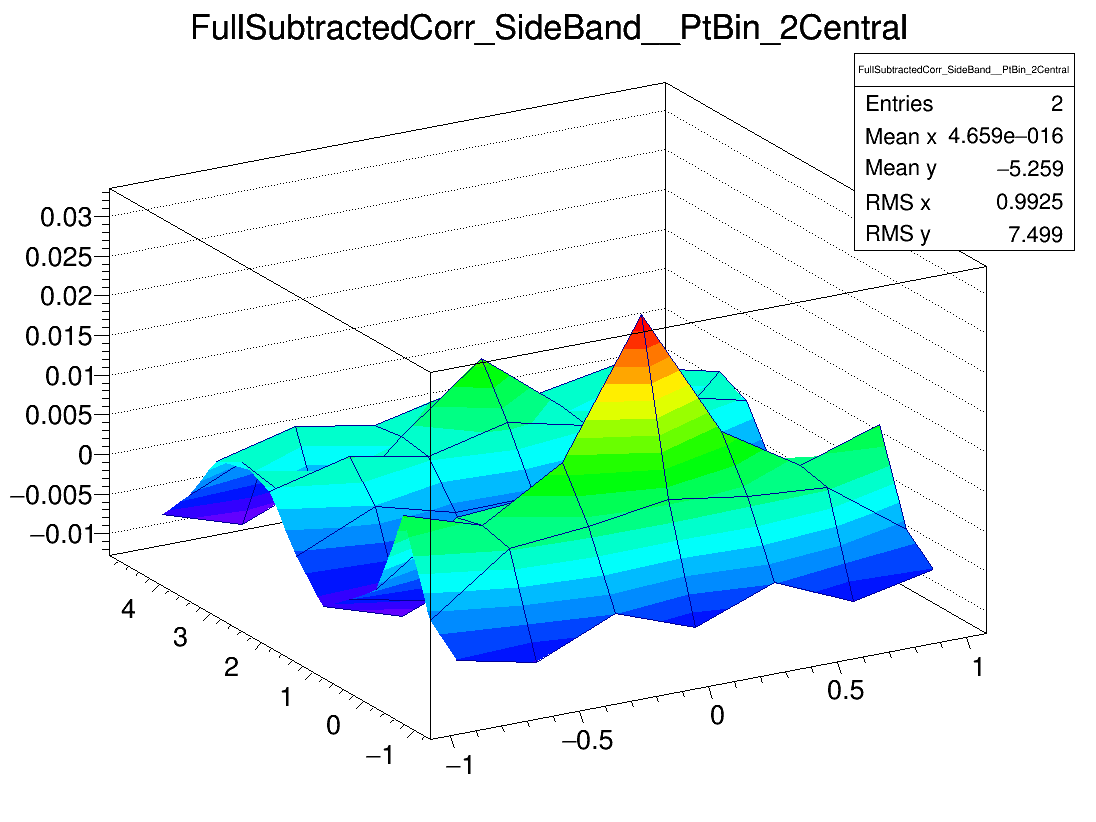 FullSubtractedCorr_SideBand__PtBin_2Central
FullSubtractedCorr_SideBand__PtBin_2Central
Entries 2
Mean x 4.659e−016
Mean y −5.259
RMS x 0.9925
RMS y 7.499
0.03
0.025
0.02
0.015
0.01
0.005
0
−0.005
−0.01
4
3
2
1
0
−1
−1
−0.5
0
0.5
1